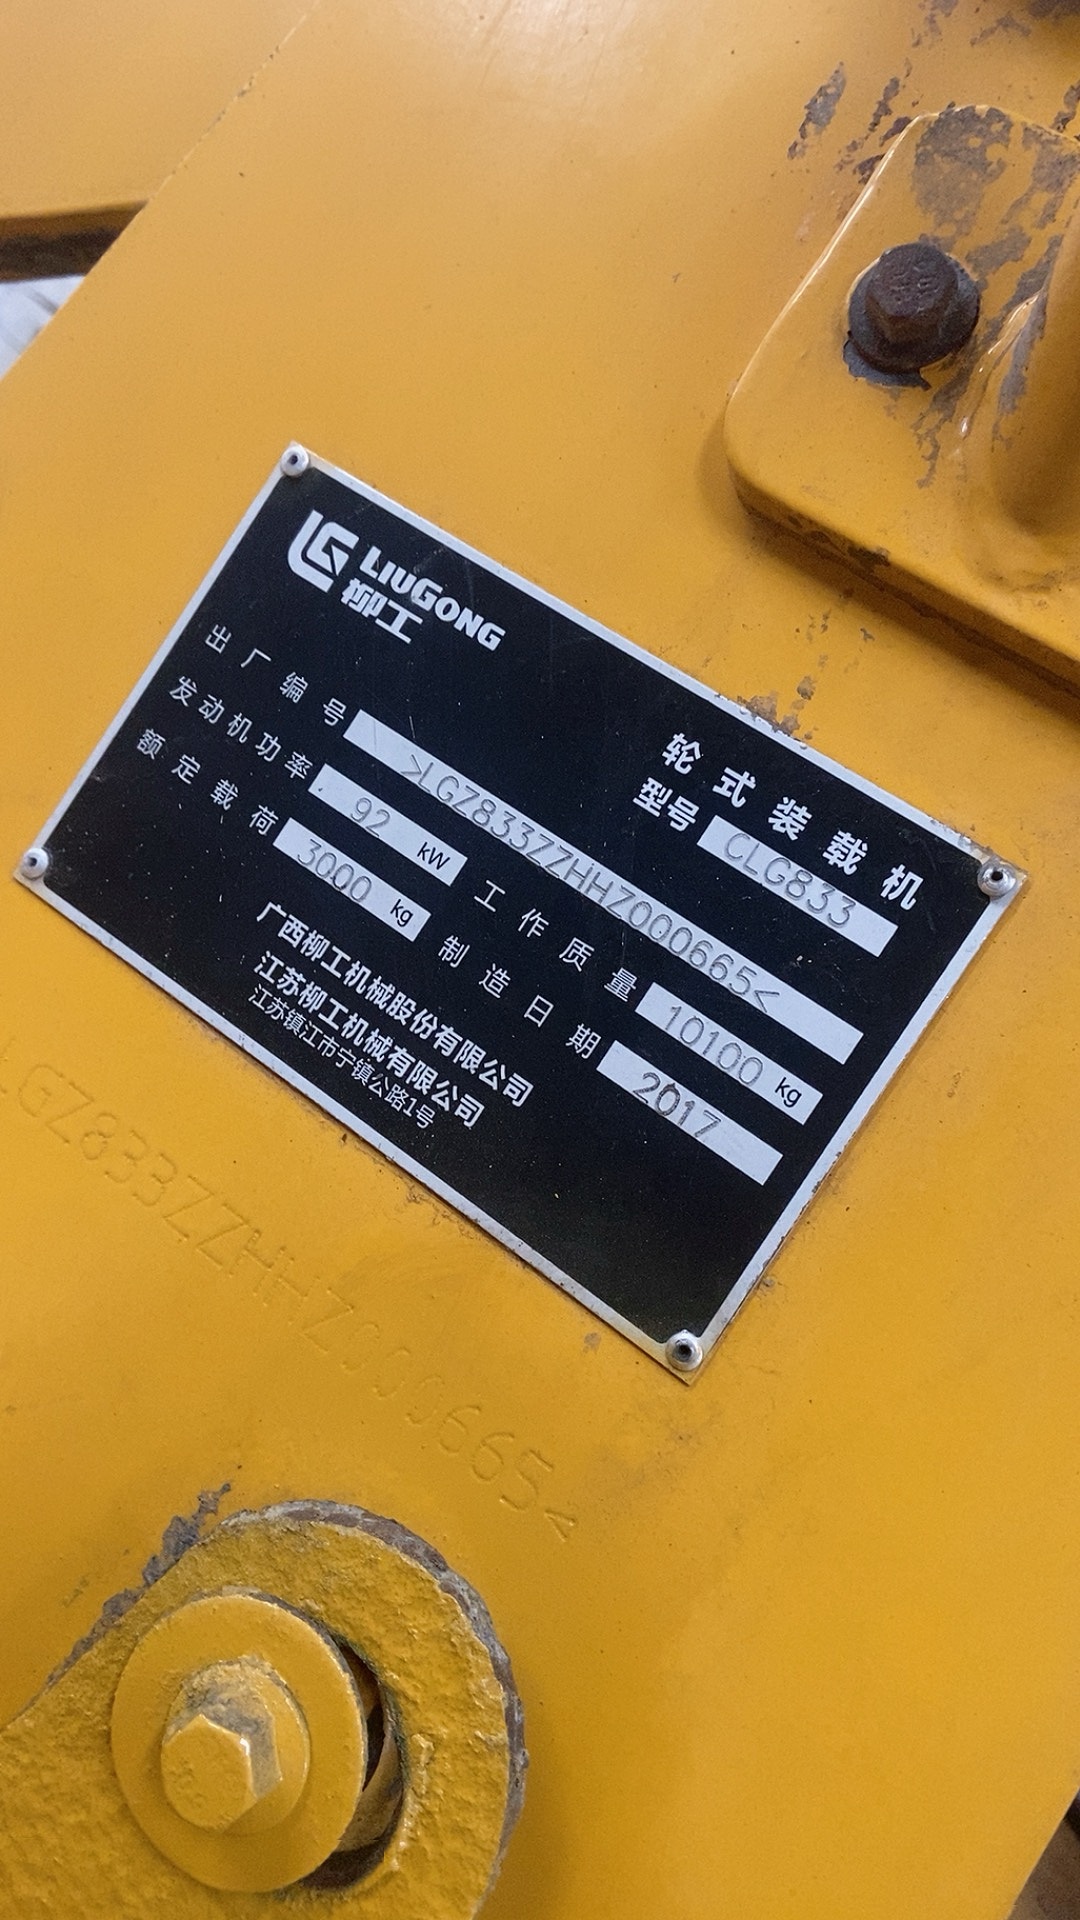 LIUGONG
柳工
轮式装载机
型号 CLG833
出厂编号 >LGZ833ZZHHZ000665<
发动机功率 92 kW 工作质量 10100 kg
额定载荷 3000 kg 制造日期 2017
广西柳工机械股份有限公司
江苏柳工机械有限公司
江苏镇江市宁镇公路1号
LGZ833ZZHHZ000665<